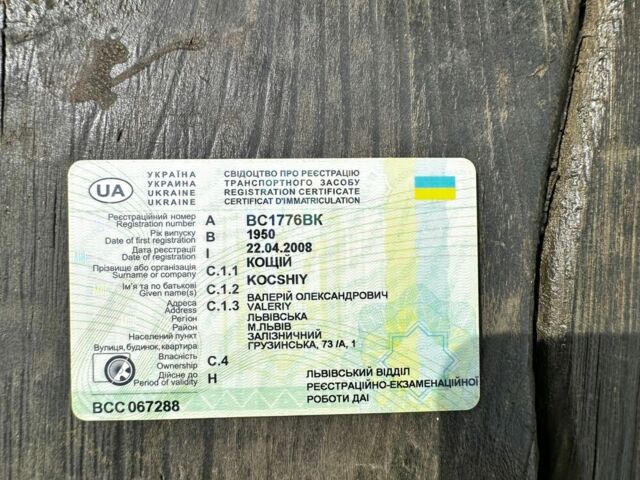 UA
УКРАЇНА СВІДОЦТВО ПРО РЕЄСТРАЦІЮ
УКРАИНА ТРАНСПОРТНОГО ЗАСОБУ
UKRAINE REGISTRATION CERTIFICATE
UKRAINE CERTIFICAT D'IMMATRICULATION
Реєстраційний номер
Registration number A ВС1776ВК
Рік випуску
Date of first registration B 1950
Дата реєстрації
Date of registration I 22.04.2008
Прізвище або організація
Surname or company C.1.1 КОЩІЙ
KOCSHIY
Ім'я та по батькові
Given name(s) C.1.2 ВАЛЕРІЙ ОЛЕКСАНДРОВИЧ
VALERIY
Адреса
Address C.1.3
Регіон ЛЬВІВСЬКА
Район М.ЛЬВІВ
Населений пункт ЗАЛІЗНИЧНИЙ
Вулиця, будинок, квартира ГРУЗИНСЬКА, 73 /А, 1
Власність
Ownership C.4
Дійсне до
Period of validity H
ЛЬВІВСЬКИЙ ВІДДІЛ
РЕЄСТРАЦІЙНО-ЕКЗАМЕНАЦІЙНОЇ
РОБОТИ ДАІ
ВСС 067288